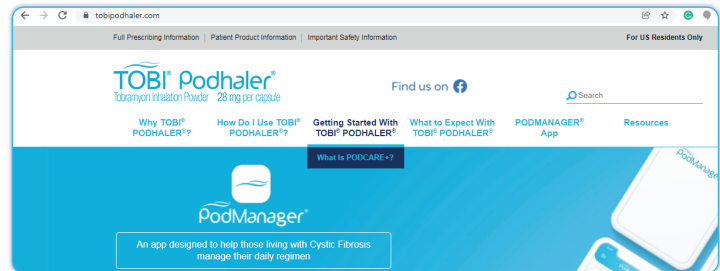 tobipodhaler.com
Full Prescribing Information | Patient Product Information | Important Safety Information
For US Residents Only
TOBI® Podhaler®
Tobramycin Inhalation Powder 28 mg per capsule
Find us on
Search
Why TOBI® PODHALER®?
How Do I Use TOBI® PODHALER®?
Getting Started With TOBI® PODHALER®
What to Expect With TOBI® PODHALER®
PODMANAGER® App
Resources
What Is PODCARE+?
PodManager®
PodManager
An app designed to help those living with Cystic Fibrosis
manage their daily regimen